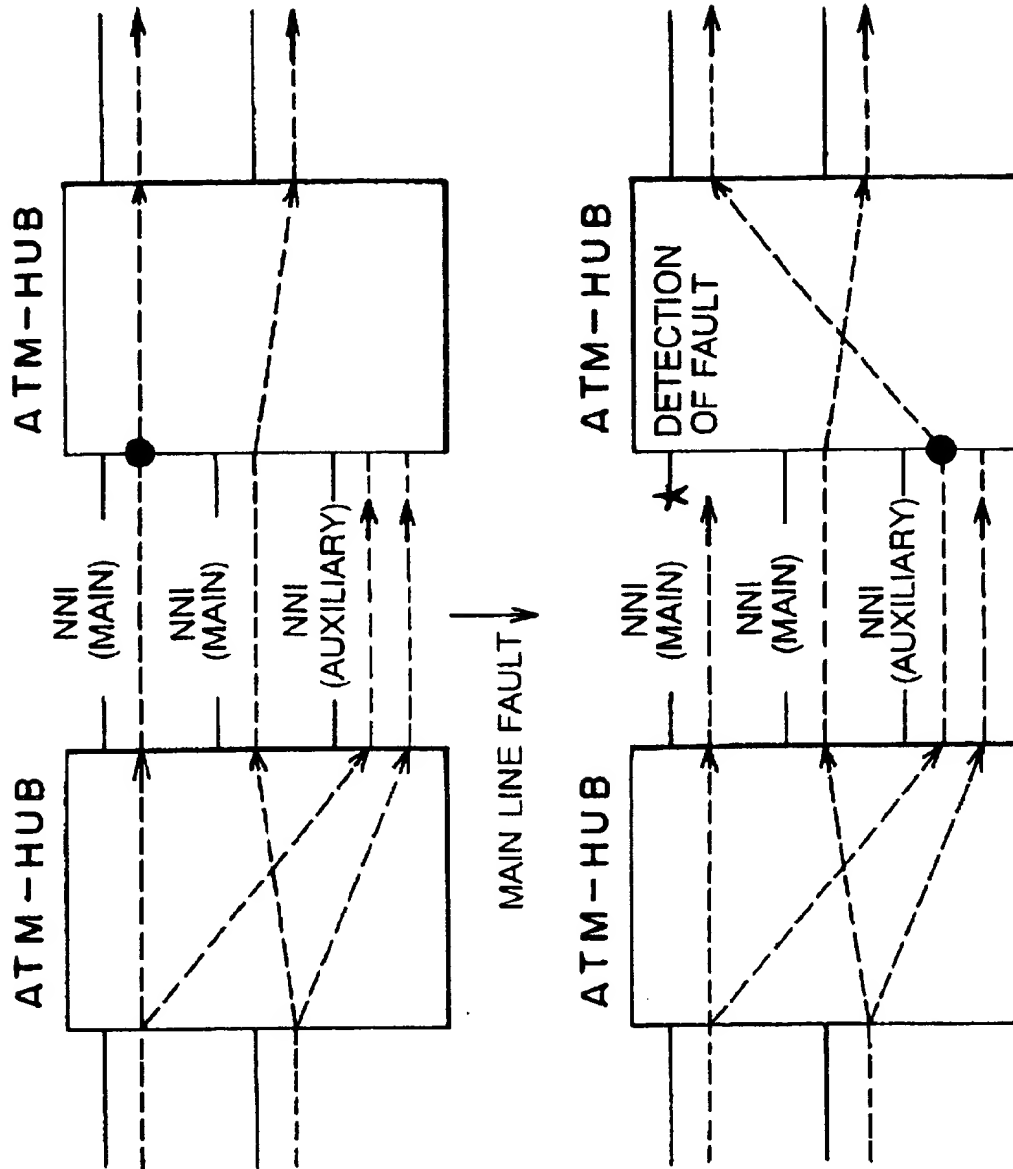 ATM-HUB
ATM-HUB
NNI
(MAIN)
NNI
(MAIN)
NNI
(AUXILIARY)
MAIN LINE FAULT
ATM-HUB
ATM-HUB
NNI
(MAIN)
NNI
(MAIN)
NNI
(AUXILIARY)
DETECTION
OF FAULT